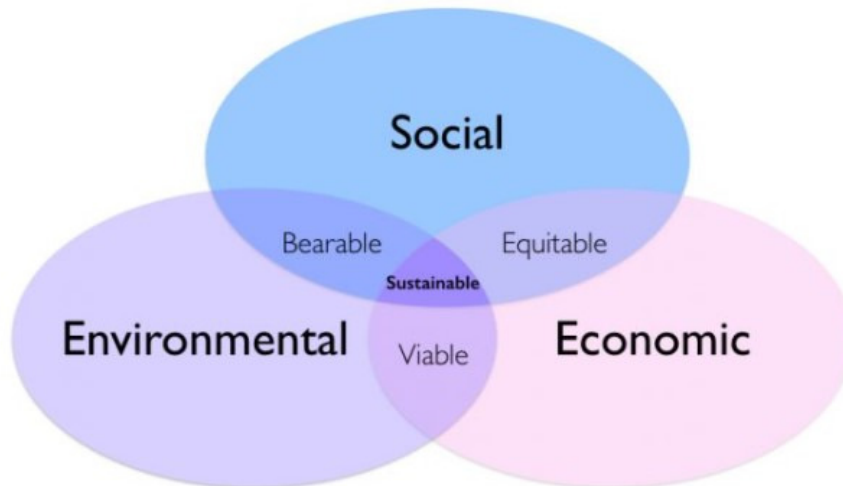 Social
Bearable
Equitable
Sustainable
Environmental
Viable
Economic